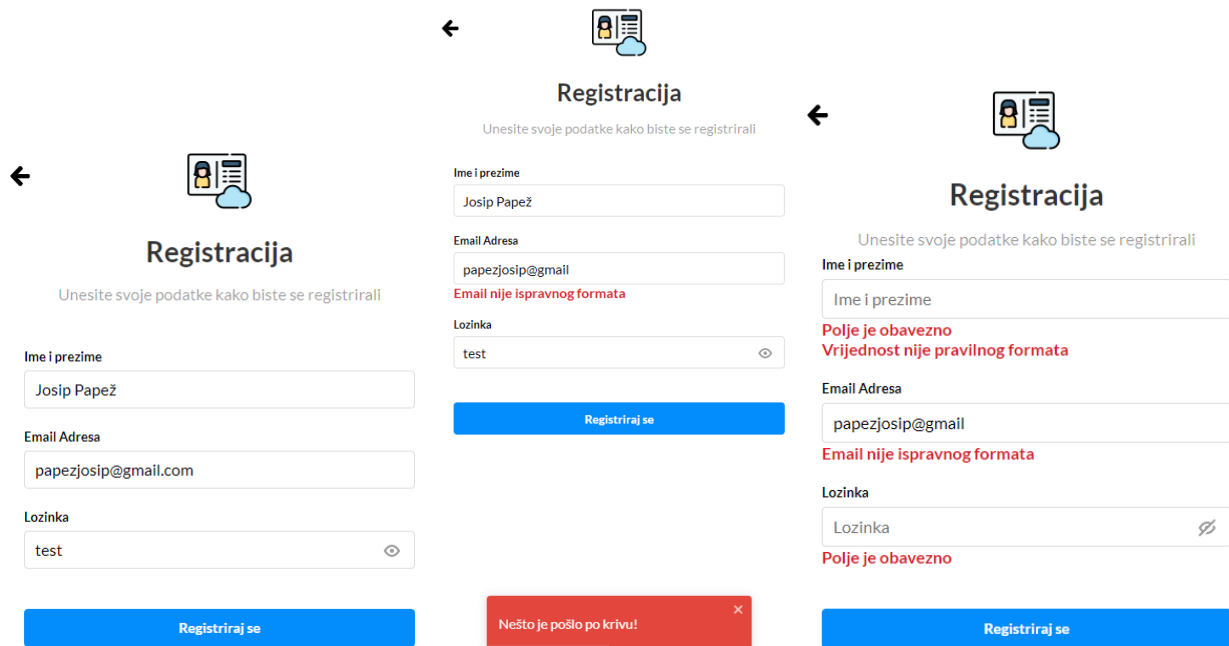 Registracija
Unesite svoje podatke kako biste se registrirali
Ime i prezime
Josip Papež
Email Adresa
papezjosip@gmail.com
Lozinka
test
Registriraj se
Registracija
Unesite svoje podatke kako biste se registrirali
Ime i prezime
Josip Papež
Email Adresa
papezjosip@gmail
Email nije ispravnog formata
Lozinka
test
Registriraj se
Nešto je pošlo po krivu!
Registracija
Unesite svoje podatke kako biste se registrirali
Ime i prezime
Ime i prezime
Polje je obavezno
Vrijednost nije pravilnog formata
Email Adresa
papezjosip@gmail
Email nije ispravnog formata
Lozinka
Lozinka
Polje je obavezno
Registriraj se